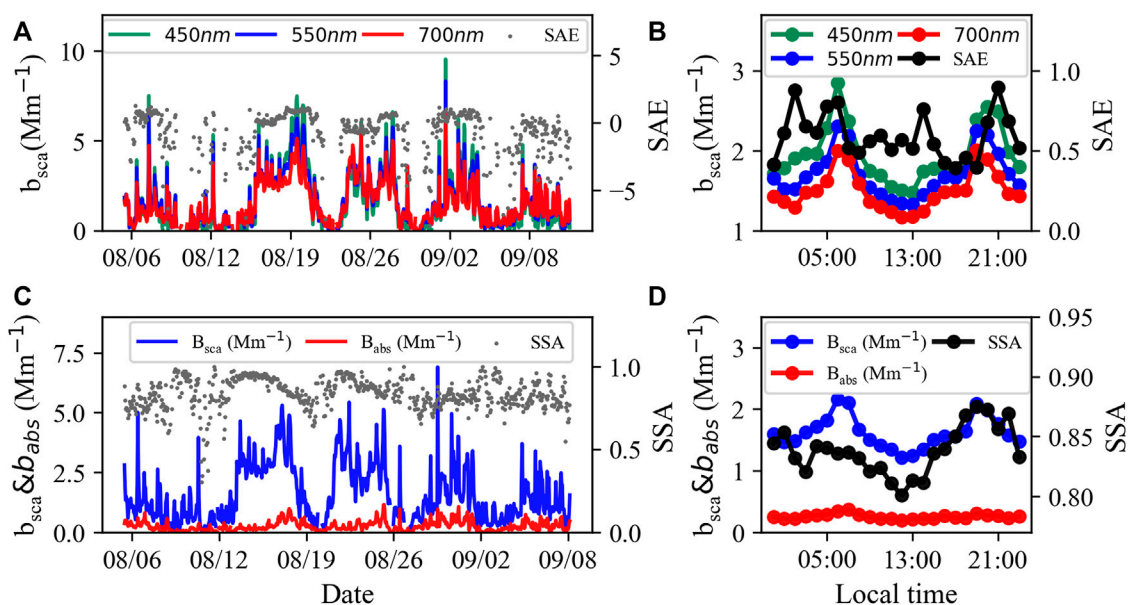 A
450nm 550nm 700nm SAE
10
5
0
5
0
−5
b_sca (Mm⁻¹)
SAE
08/06 08/12 08/19 08/26 09/02 09/08
B
450nm 700nm
550nm SAE
3
2
1
1.0
0.5
0.0
b_sca (Mm⁻¹)
SAE
05:00 13:00 21:00
C
B_sca (Mm⁻¹) B_abs (Mm⁻¹) SSA
7.5
5.0
2.5
0.0
1.0
0.5
0.0
b_sca &b_abs (Mm⁻¹)
SSA
08/06 08/12 08/19 08/26 09/02 09/08
Date
D
B_sca (Mm⁻¹) SSA
B_abs (Mm⁻¹)
3
2
1
0
0.95
0.90
0.85
0.80
b_sca &b_abs (Mm⁻¹)
SSA
05:00 13:00 21:00
Local time